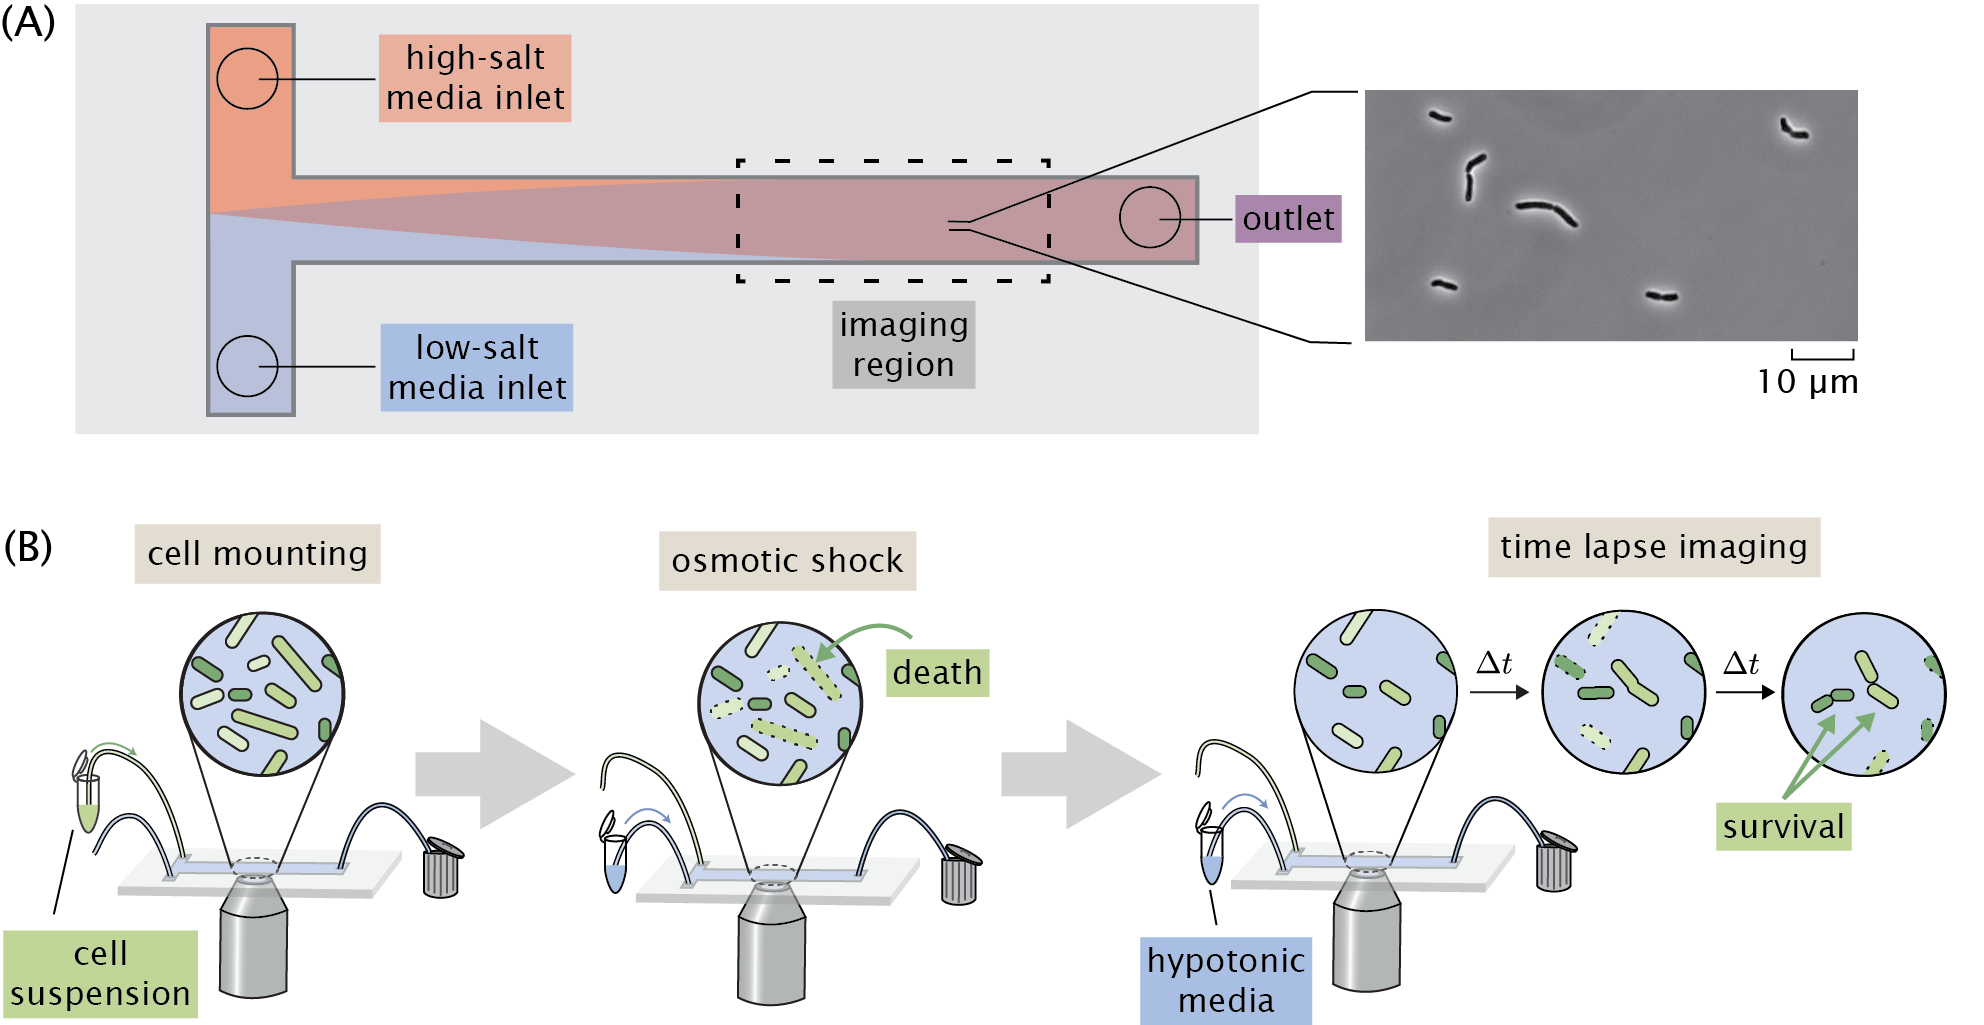 (A)
high-salt
media inlet
outlet
imaging
region
low-salt
media inlet
10 μm
(B)
cell mounting
osmotic shock
time lapse imaging
death
Δt
Δt
survival
cell
suspension
hypotonic
media